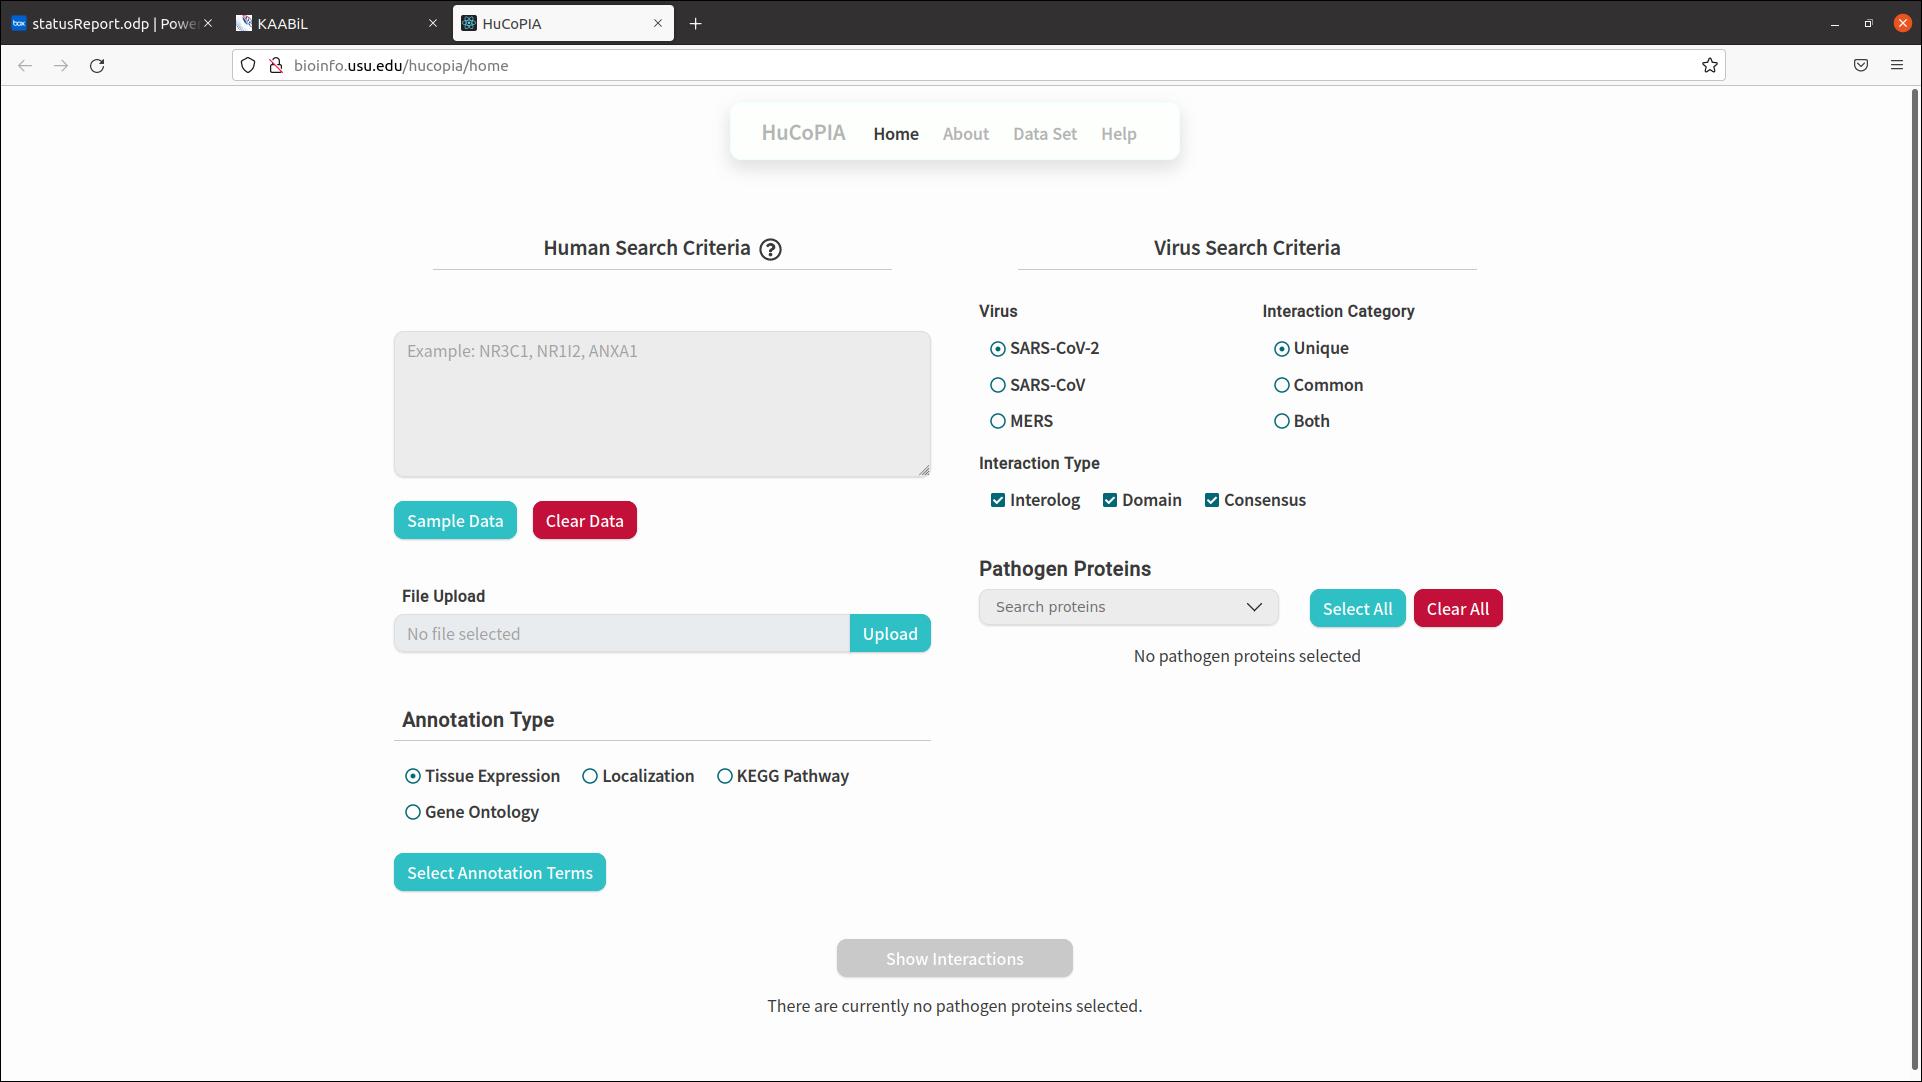 statusReport.odp | Powe
KAABiL
HuCoPIA
bioinfo.usu.edu/hucopia/home
HuCoPIA Home About Data Set Help
Human Search Criteria ?
Example: NR3C1, NR1I2, ANXA1
Sample Data Clear Data
File Upload
No file selected Upload
Annotation Type
Tissue Expression Localization KEGG Pathway
Gene Ontology
Select Annotation Terms
Virus Search Criteria
Virus
SARS-CoV-2
SARS-CoV
MERS
Interaction Category
Unique
Common
Both
Interaction Type
Interolog Domain Consensus
Pathogen Proteins
Search proteins Select All Clear All
No pathogen proteins selected
Show Interactions
There are currently no pathogen proteins selected.